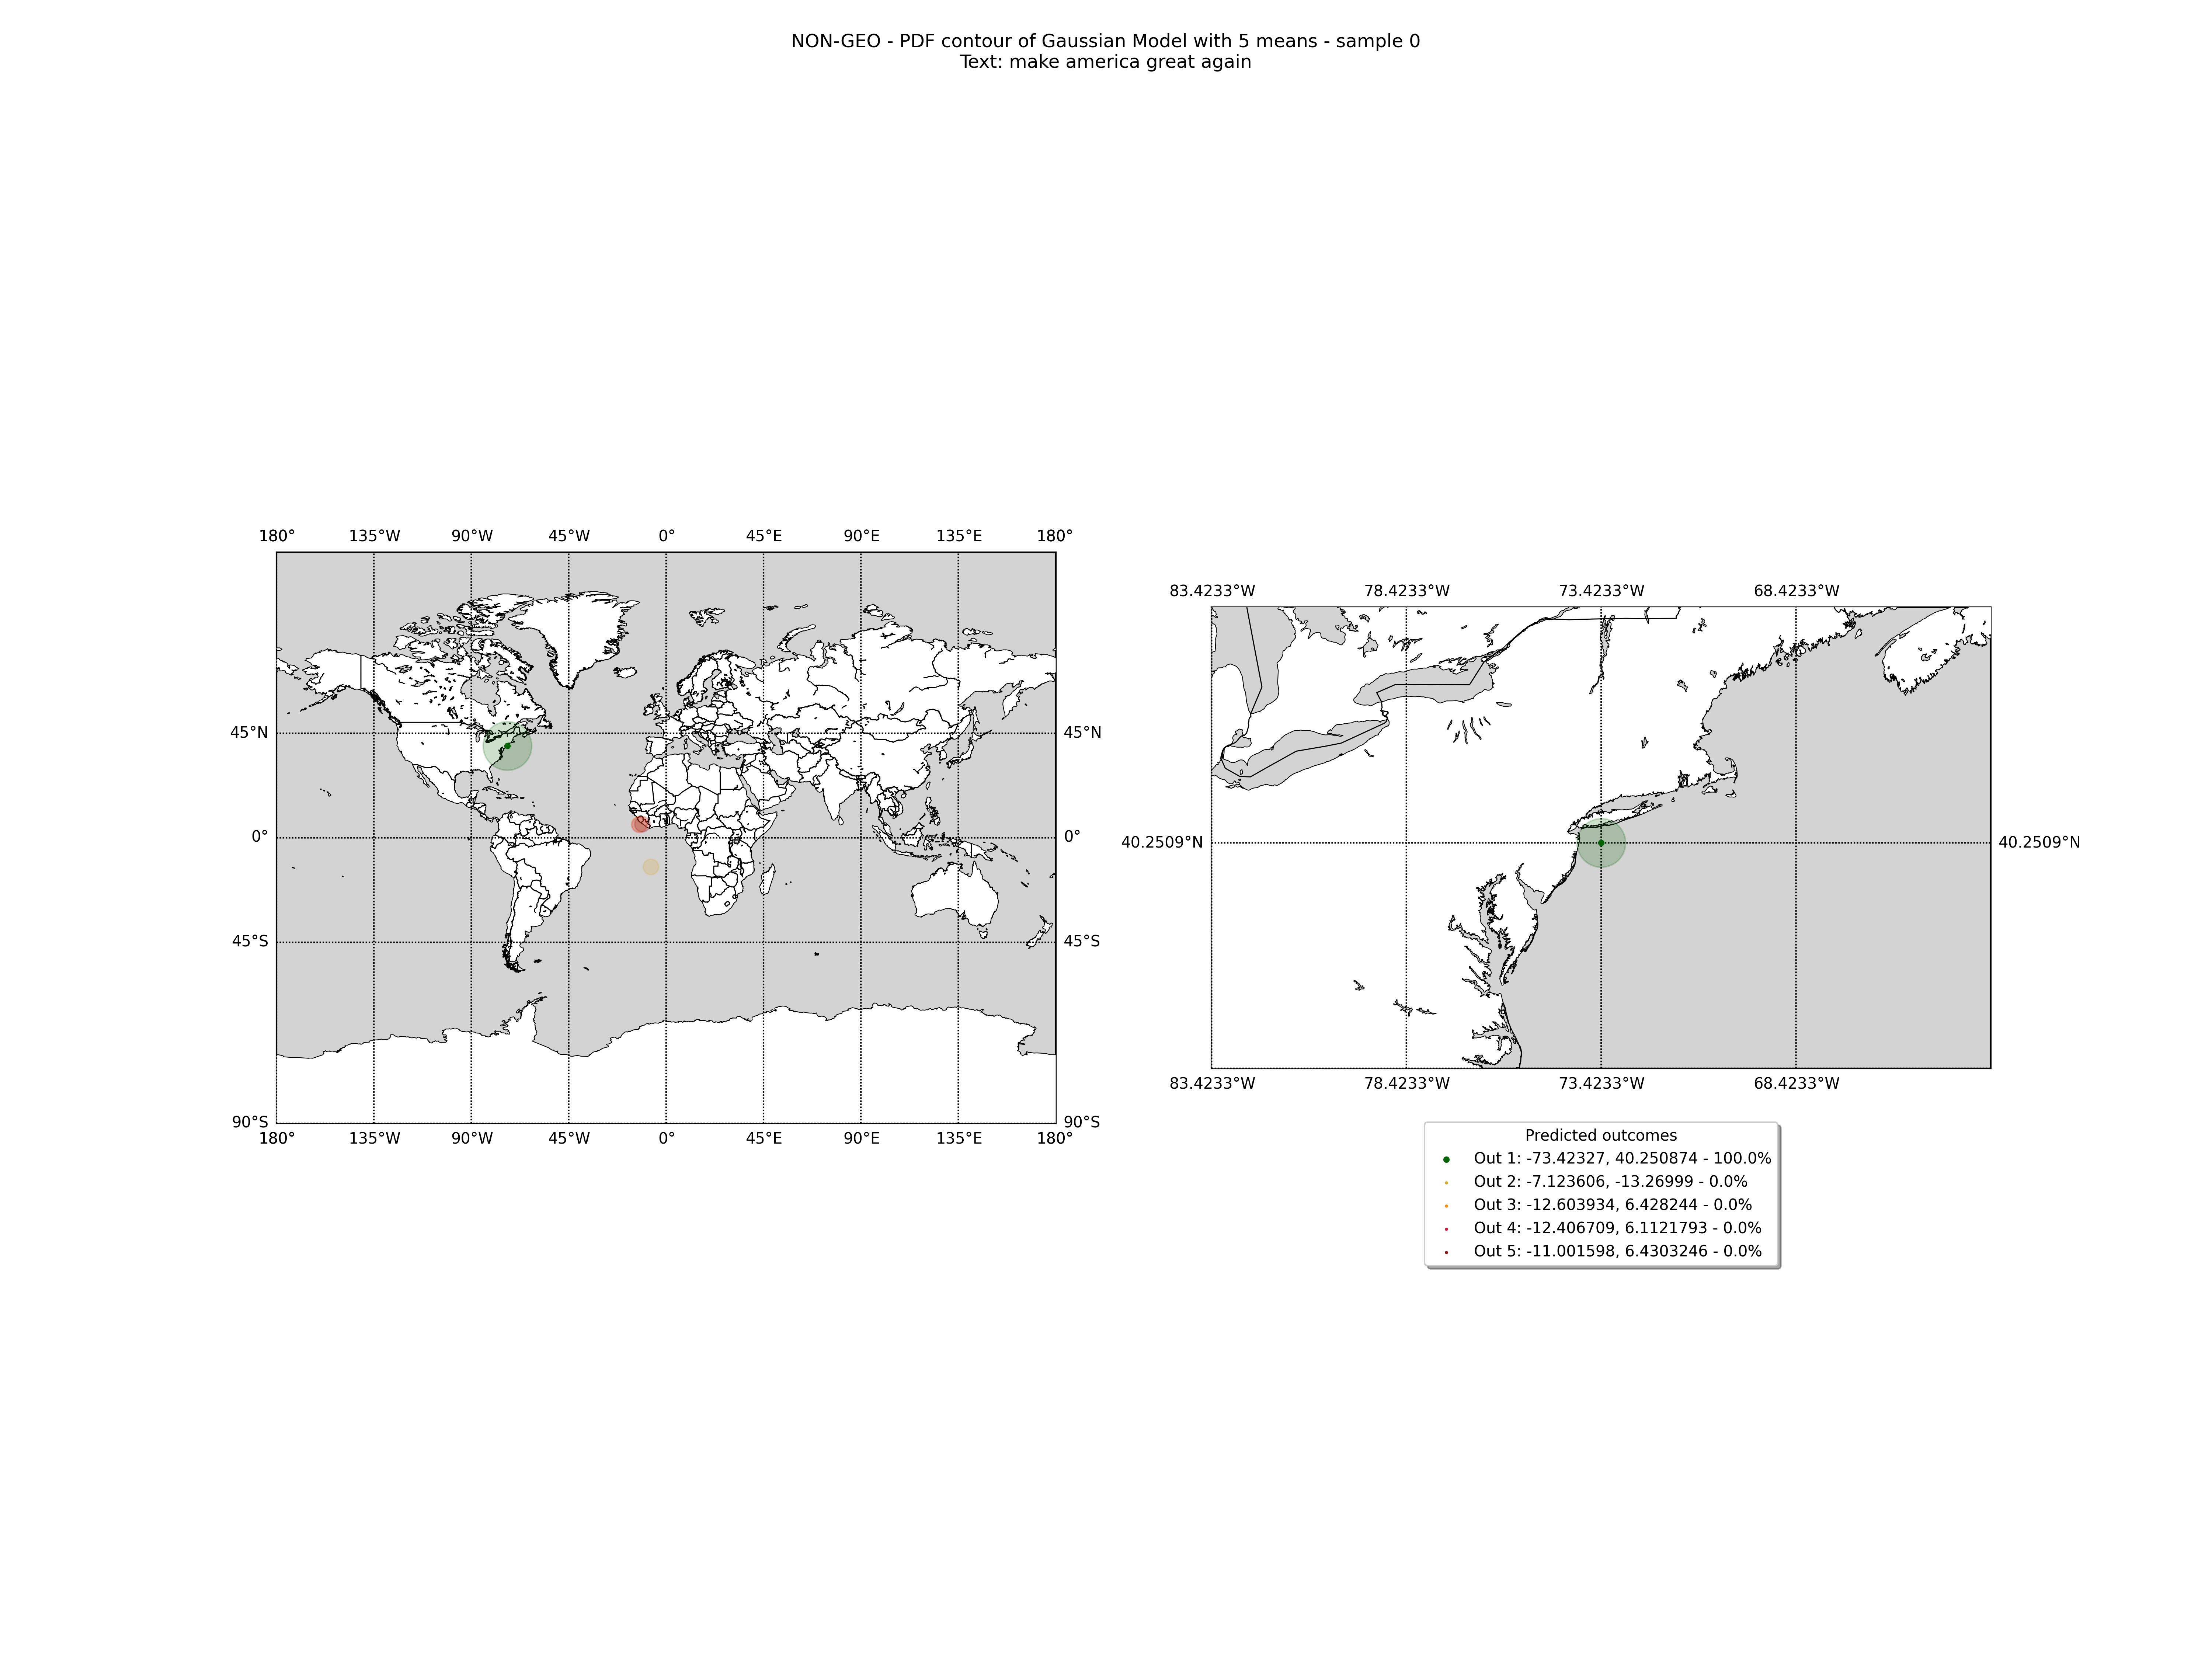 NON-GEO - PDF contour of Gaussian Model with 5 means - sample 0
Text: make america great again
180° 135°W 90°W 45°W 0° 45°E 90°E 135°E 180°
45°N 45°N
0° 0°
45°S 45°S
90°S 90°S
180° 135°W 90°W 45°W 0° 45°E 90°E 135°E 180°
83.4233°W 78.4233°W 73.4233°W 68.4233°W
40.2509°N 40.2509°N
83.4233°W 78.4233°W 73.4233°W 68.4233°W
Predicted outcomes
Out 1: -73.42327, 40.250874 - 100.0%
Out 2: -7.123606, -13.26999 - 0.0%
Out 3: -12.603934, 6.428244 - 0.0%
Out 4: -12.406709, 6.1121793 - 0.0%
Out 5: -11.001598, 6.4303246 - 0.0%